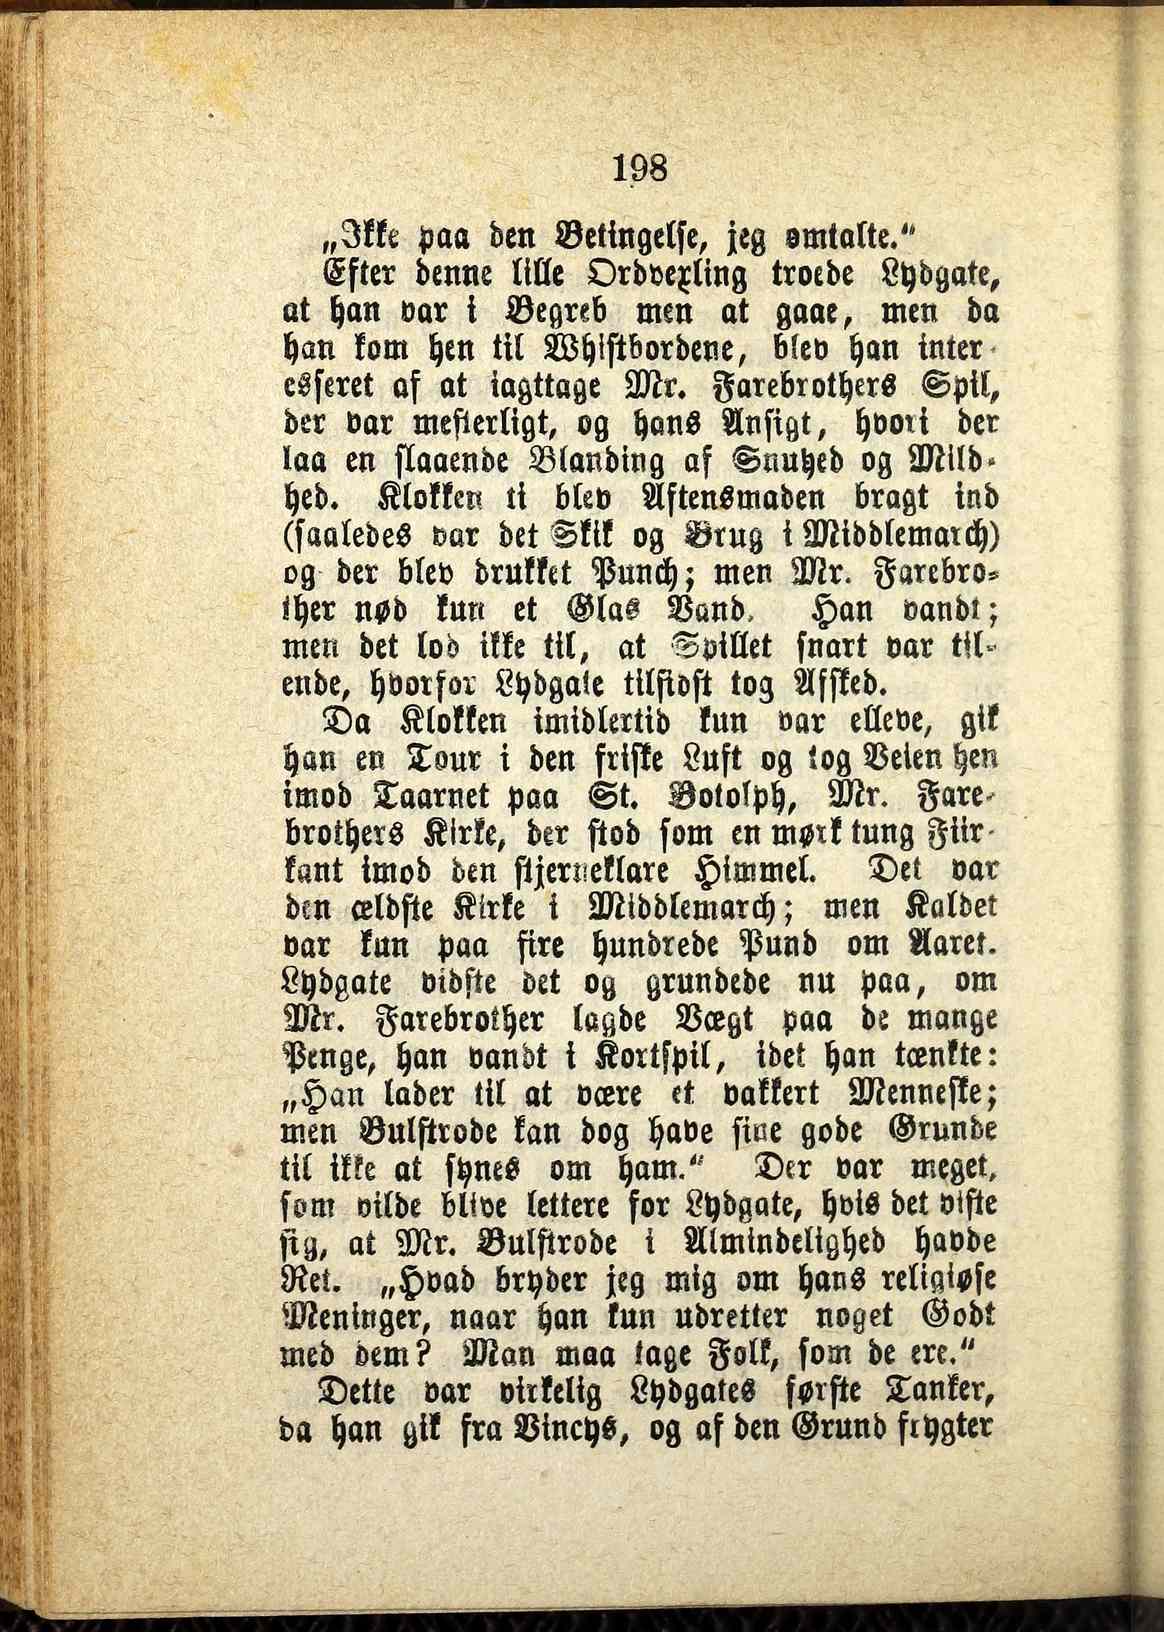 198
„Ikke paa den Betingelse, jeg omtalte.“
Efter denne lille Ordvexling troede Lydgate,
at han var i Begreb men at gaae, men da
han kom hen til Whistbordene, blev han inter-
esseret af at iagttage Mr. Farebrothers Spil,
der var mesterligt, og hans Ansigt, hvori der
laa en slaaende Blanding af Snuhed og Mild-
hed. Klokken ti blev Aftensmaden bragt ind
(saaledes var det Skik og Brug i Middlemarch)
og der blev drukket Punch; men Mr. Farebro-
ther nød kun et Glas Vand. Han vandt;
men det lod ikke til, at Spillet snart var til-
ende, hvorfor Lydgate tilsidst tog Afsked.
Da Klokken imidlertid kun var elleve, gik
han en Tour i den friske Luft og tog Veien hen
imod Taarnet paa St. Botolph, Mr. Fare-
brothers Kirke, der stod som en mørk tung Fiir-
kant imod den stjerneklare Himmel. Det var
den ældste Kirke i Middlemarch; men Kaldet
var kun paa fire hundrede Pund om Aaret.
Lydgate vidste det og grundede nu paa, om
Mr. Farebrother lagde Vægt paa de mange
Penge, han vandt i Kortspil, idet han tænkte:
„Han lader til at være et vakkert Menneske;
men Bulstrode kan dog have sine gode Grunde
til ikke at synes om ham.“ Der var meget,
som vilde blive lettere for Lydgate, hvis det viste
sig, at Mr. Bulstrode i Almindelighed havde
Ret. „Hvad bryder jeg mig om hans religiøse
Meninger, naar han kun udretter noget Godt
med dem? Man maa tage Folk, som de ere.“
Dette var virkelig Lydgates første Tanker,
da han gik fra Vincys, og af den Grund frygter